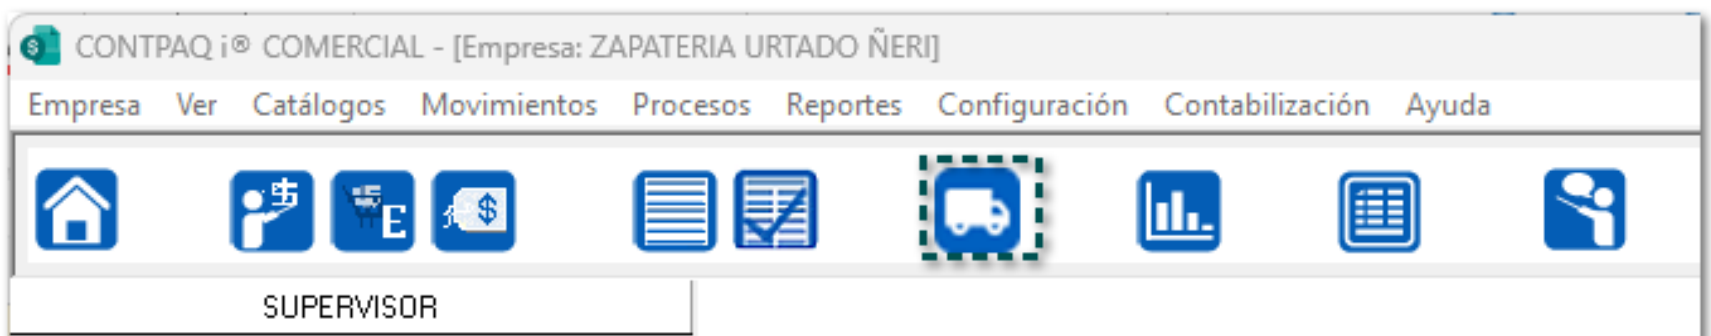 CONTPAQ i® COMERCIAL - [Empresa: ZAPATERIA URTADO ÑERI]
Empresa Ver Catálogos Movimientos Procesos Reportes Configuración Contabilización Ayuda
$ E $
SUPERVISOR